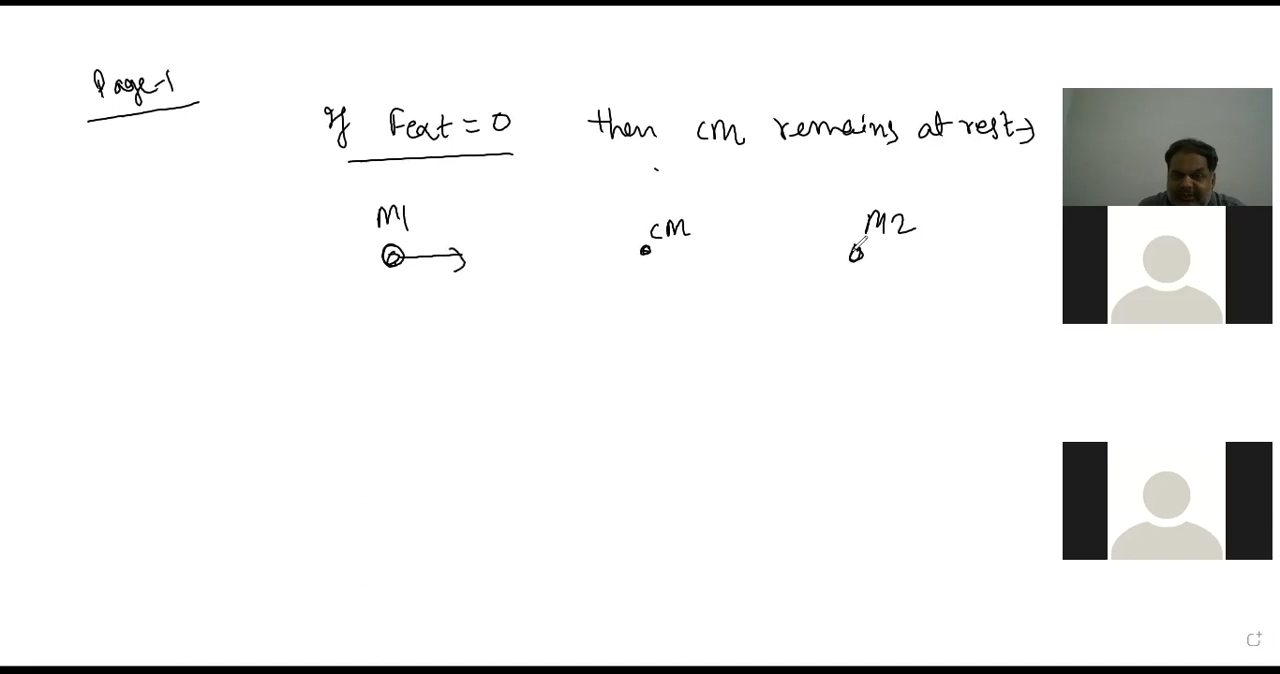 Page-1
If Fext = 0 then cm remains at rest →
M1
cM
M2